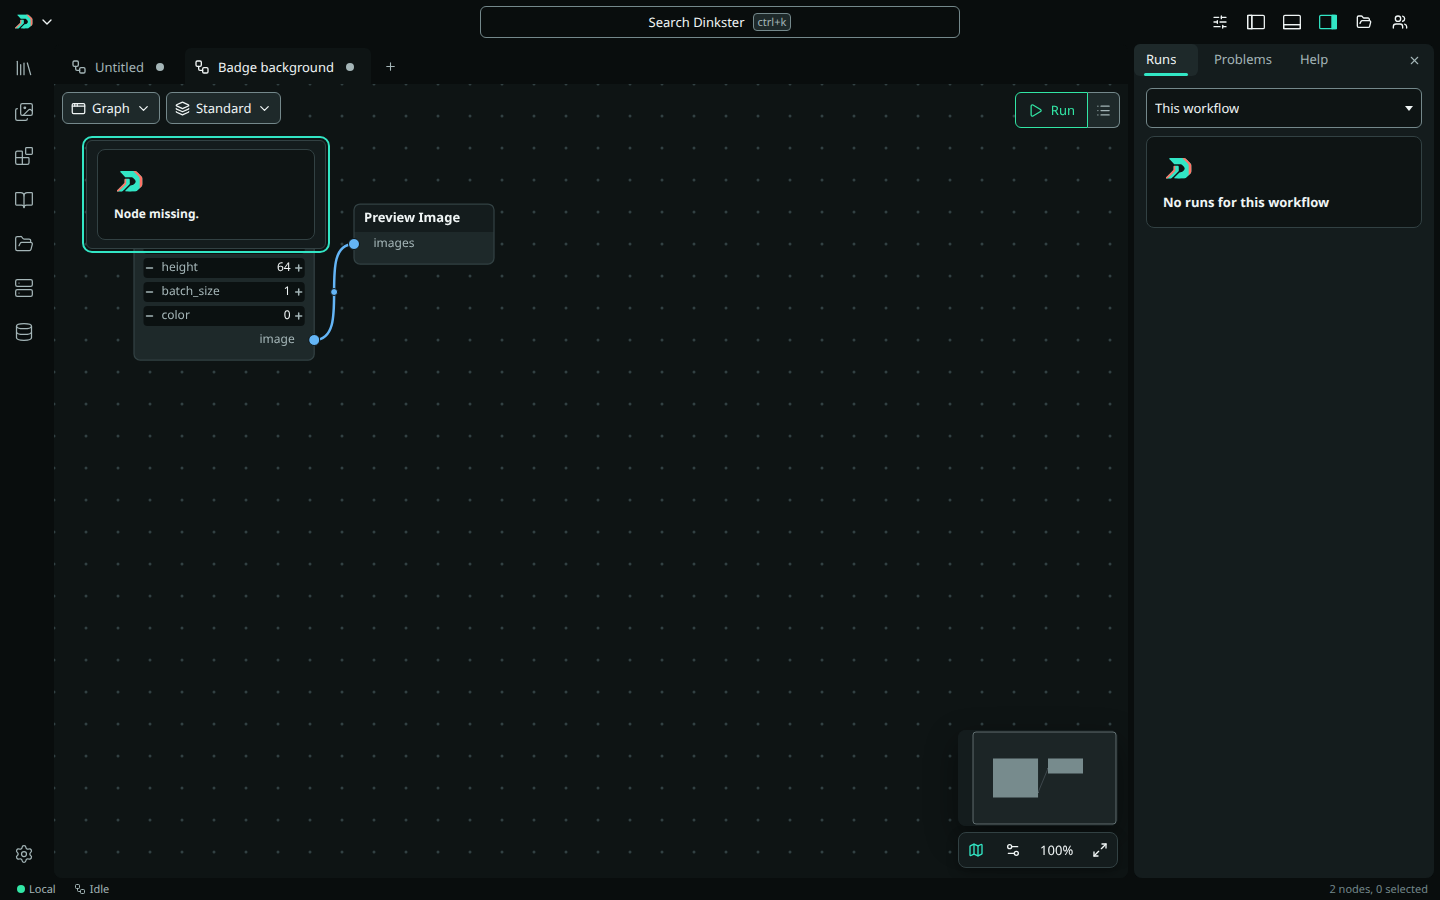 Search Dinkster ctrl+k
Untitled
Badge background
Graph
Standard
Run
Node missing.
Preview Image
images
height 64
batch_size 1
color 0
image
100%
Runs
Problems
Help
This workflow
No runs for this workflow
Local
Idle
2 nodes, 0 selected